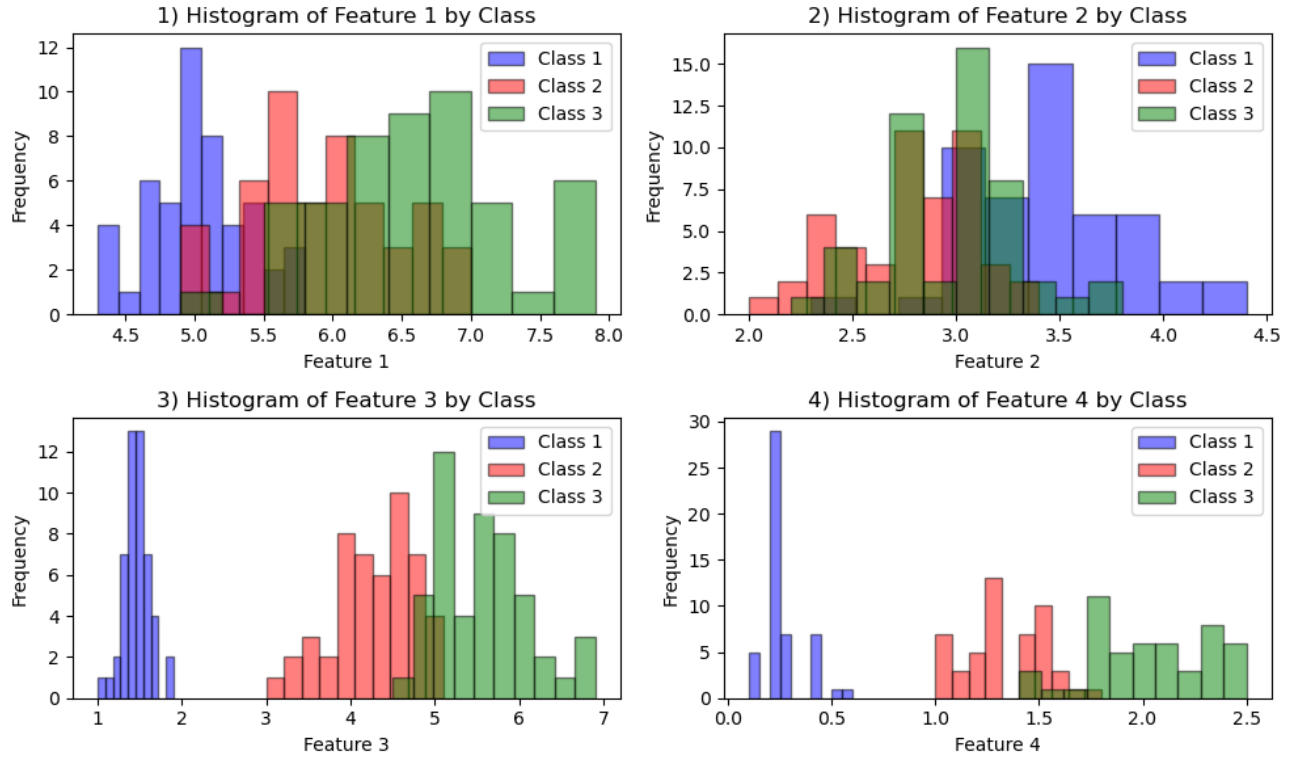 1) Histogram of Feature 1 by Class
12
10
8
6
4
2
0
Frequency
4.5 5.0 5.5 6.0 6.5 7.0 7.5 8.0
Feature 1
Class 1
Class 2
Class 3
2) Histogram of Feature 2 by Class
15.0
12.5
10.0
7.5
5.0
2.5
0.0
Frequency
2.0 2.5 3.0 3.5 4.0 4.5
Feature 2
Class 1
Class 2
Class 3
3) Histogram of Feature 3 by Class
12
10
8
6
4
2
0
Frequency
1 2 3 4 5 6 7
Feature 3
Class 1
Class 2
Class 3
4) Histogram of Feature 4 by Class
30
25
20
15
10
5
0
Frequency
0.0 0.5 1.0 1.5 2.0 2.5
Feature 4
Class 1
Class 2
Class 3